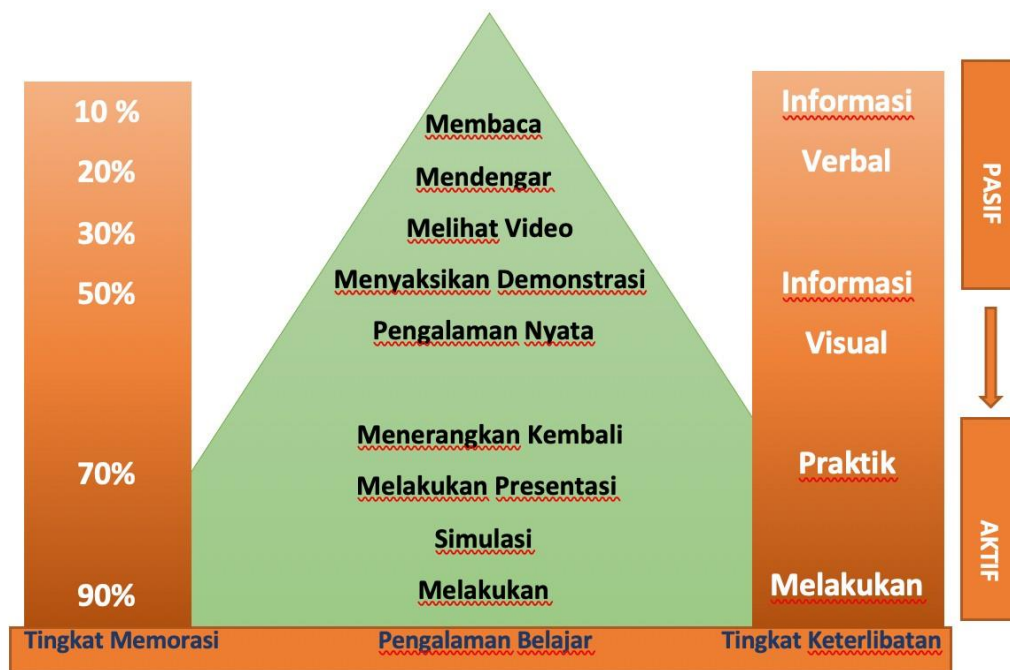 10 %
20%
30%
50%
70%
90%
Tingkat Memorasi
Membaca
Mendengar
Melihat Video
Menyaksikan Demonstrasi
Pengalaman Nyata
Menerangkan Kembali
Melakukan Presentasi
Simulasi
Melakukan
Pengalaman Belajar
Informasi
Verbal
Informasi
Visual
Praktik
Melakukan
Tingkat Keterlibatan
PASIF
AKTIF